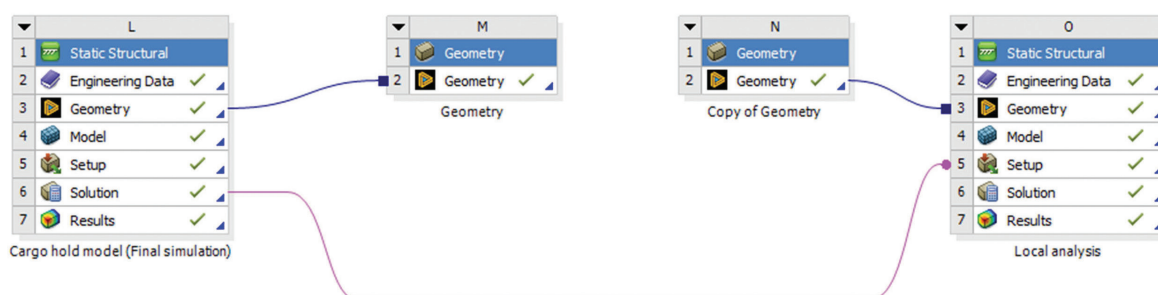 L
1 Static Structural
2 Engineering Data
3 Geometry
4 Model
5 Setup
6 Solution
7 Results
Cargo hold model (Final simulation)
M
1 Geometry
2 Geometry
Geometry
N
1 Geometry
2 Geometry
Copy of Geometry
O
1 Static Structural
2 Engineering Data
3 Geometry
4 Model
5 Setup
6 Solution
7 Results
Local analysis